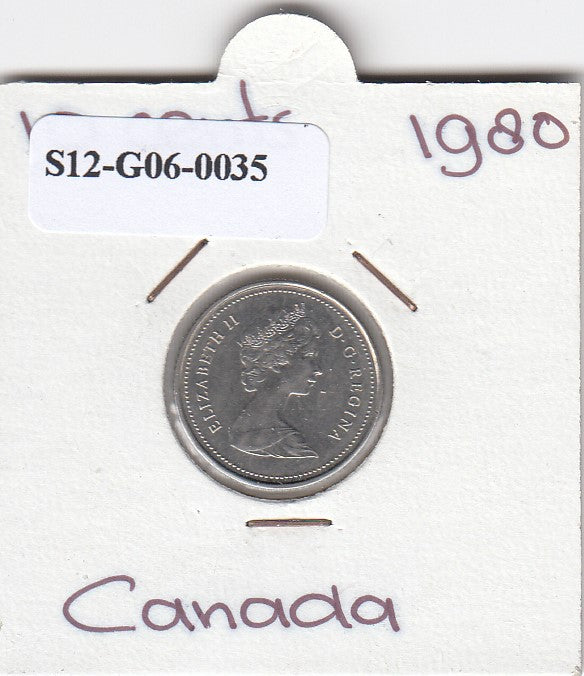 1980
S12-G06-0035
ELIZABETH II D·G·REGINA
Canada